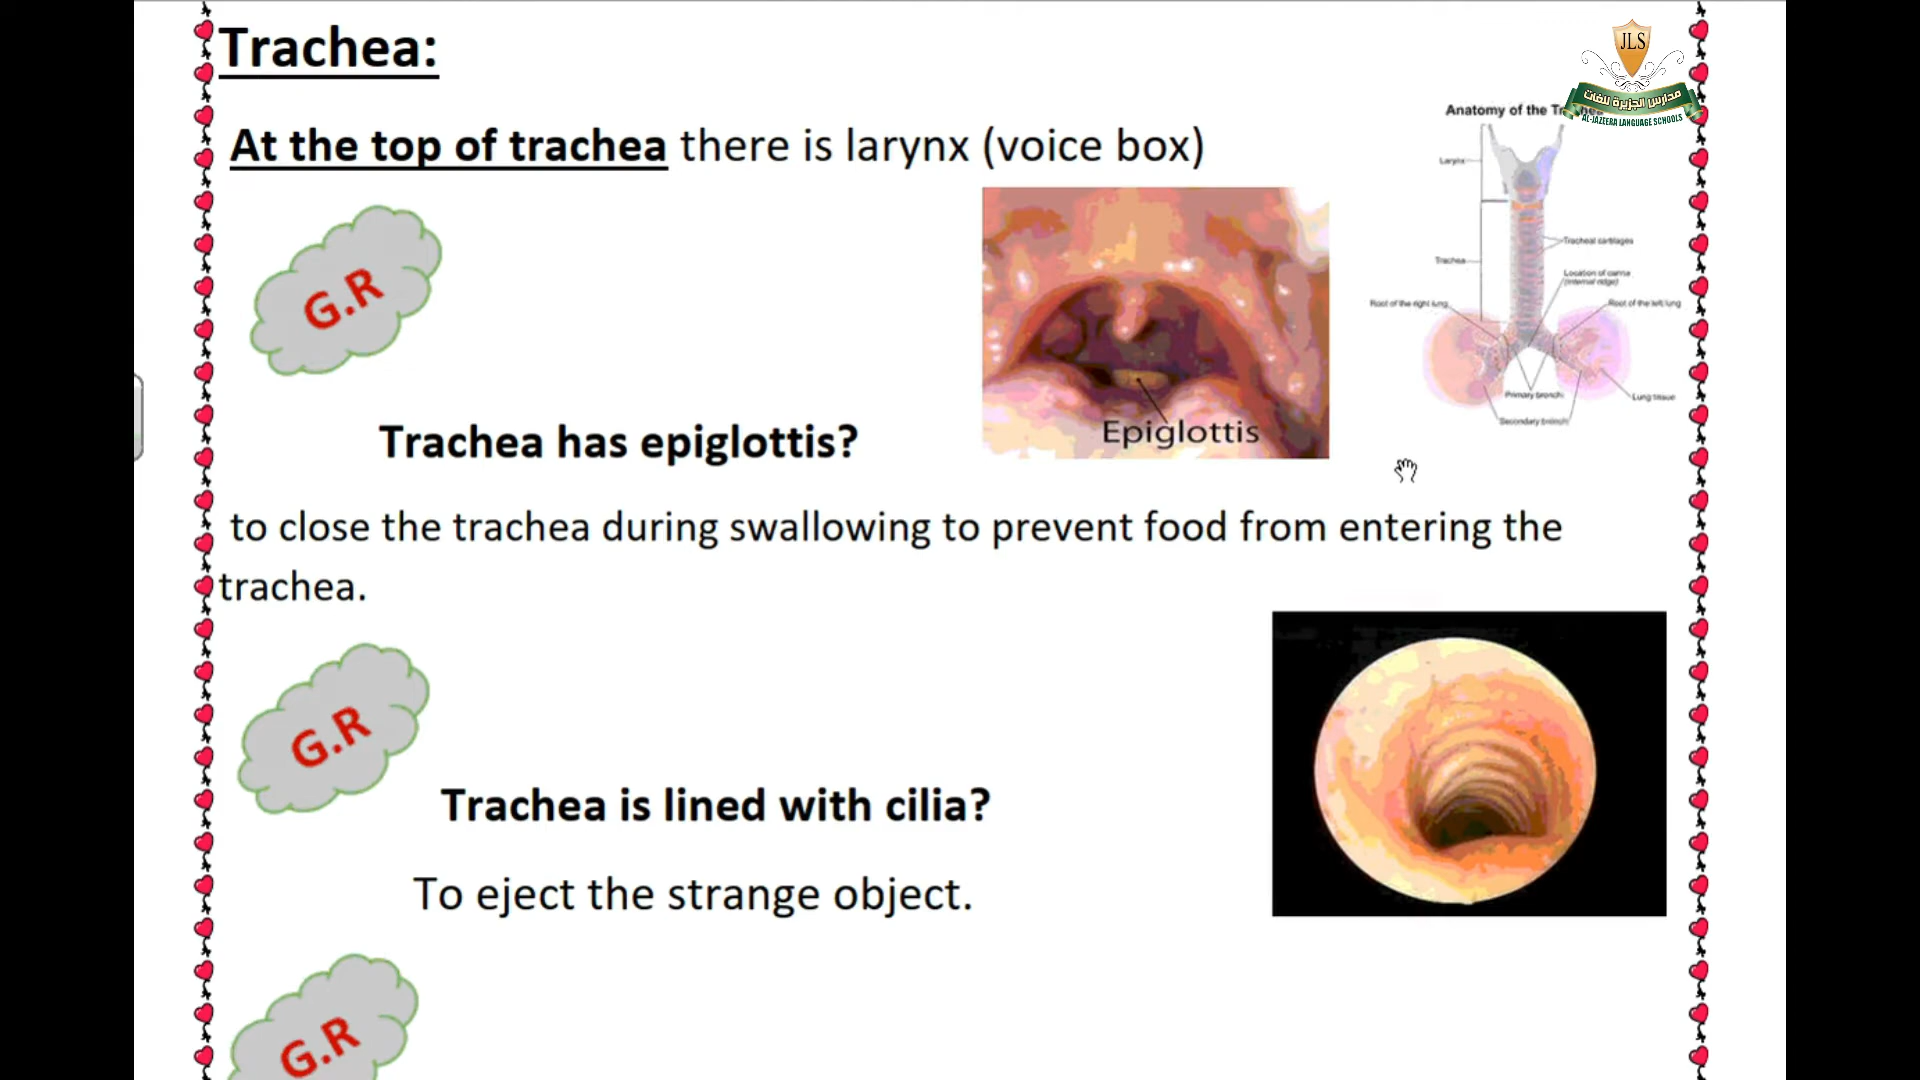 Trachea:
JLS
مدارس الجزيرة للغات
AL-JAZEERA LANGUAGE SCHOOLS
Anatomy of the Tr
At the top of trachea there is larynx (voice box)
Larynx
Tracheal cartilages
Trachea
Location of carina
(internal ridge)
Root of the right lung
Root of the left lung
Primary bronchi
Lung tissue
Secondary bronchi
G.R
Epiglottis
Trachea has epiglottis?
to close the trachea during swallowing to prevent food from entering the
trachea.
G.R
Trachea is lined with cilia?
To eject the strange object.
G.R